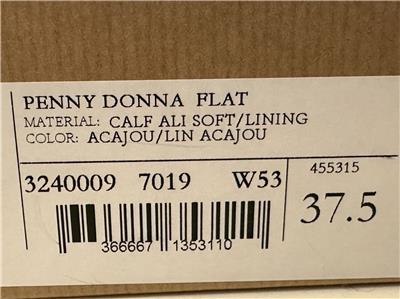 PENNY DONNA FLAT
MATERIAL: CALF ALI SOFT/LINING
COLOR: ACAJOU/LIN ACAJOU
3240009 7019 W53
455315
37.5
366667 1353110